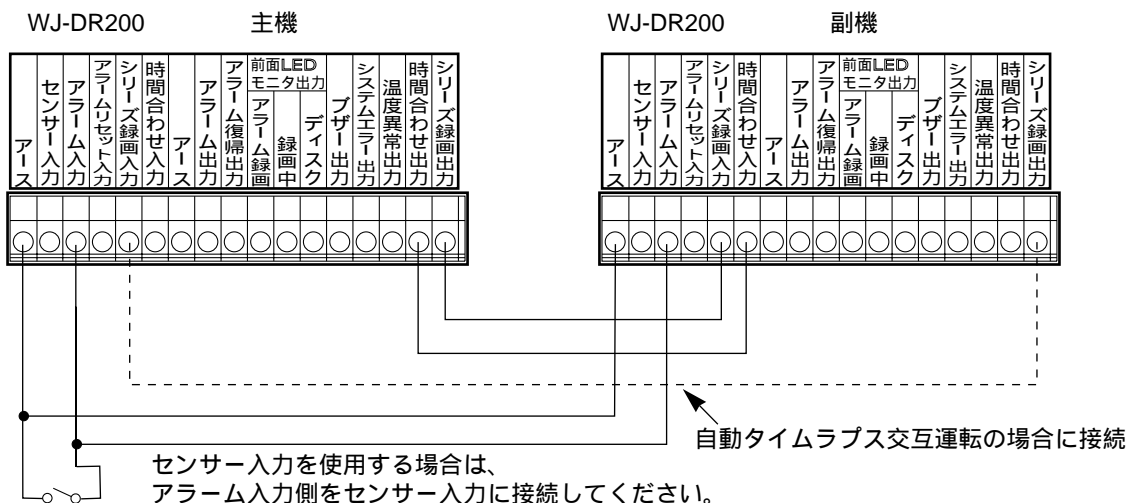 WJ-DR200 主機
WJ-DR200 副機
アース
センサー入力
アラーム入力
アラームリセット入力
シリーズ録画入力
時間合わせ入力
アース
アラーム出力
アラーム復帰出力
前面LED
モニタ出力
アラーム録画
録画中
ディスク
ブザー出力
システムエラー出力
温度異常出力
時間合わせ出力
シリーズ録画出力
アース
センサー入力
アラーム入力
アラームリセット入力
シリーズ録画入力
時間合わせ入力
アース
アラーム出力
アラーム復帰出力
前面LED
モニタ出力
アラーム録画
録画中
ディスク
ブザー出力
システムエラー出力
温度異常出力
時間合わせ出力
シリーズ録画出力
自動タイムラプス交互運転の場合に接続
センサー入力を使用する場合は、
アラーム入力側をセンサー入力に接続してください。